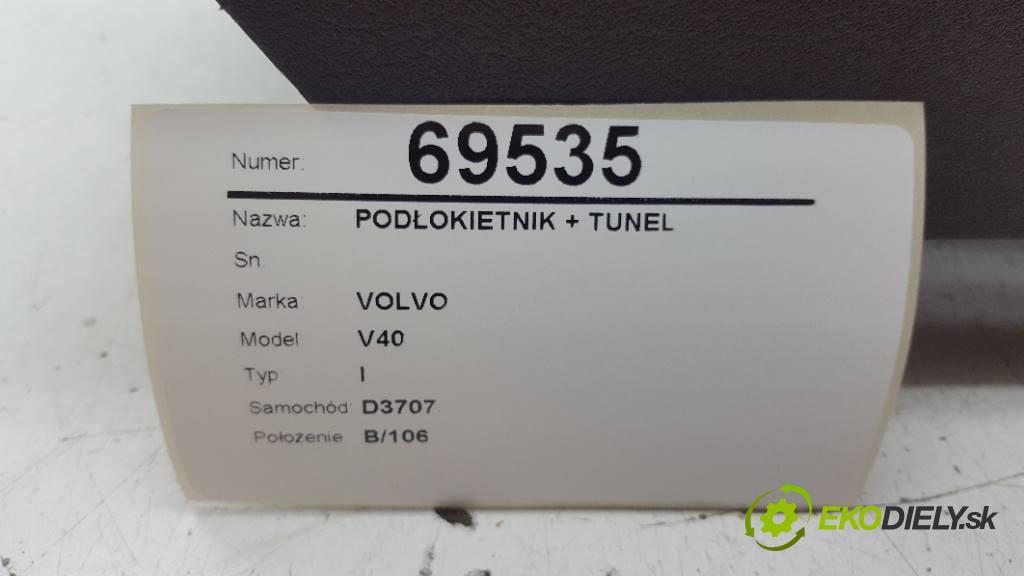 Numer: 69535
Nazwa: PODŁOKIETNIK + TUNEL
Sn
Marka VOLVO
Model V40
Typ I
Samochód: D3707
Położenie B/106
EKODIELY.sk